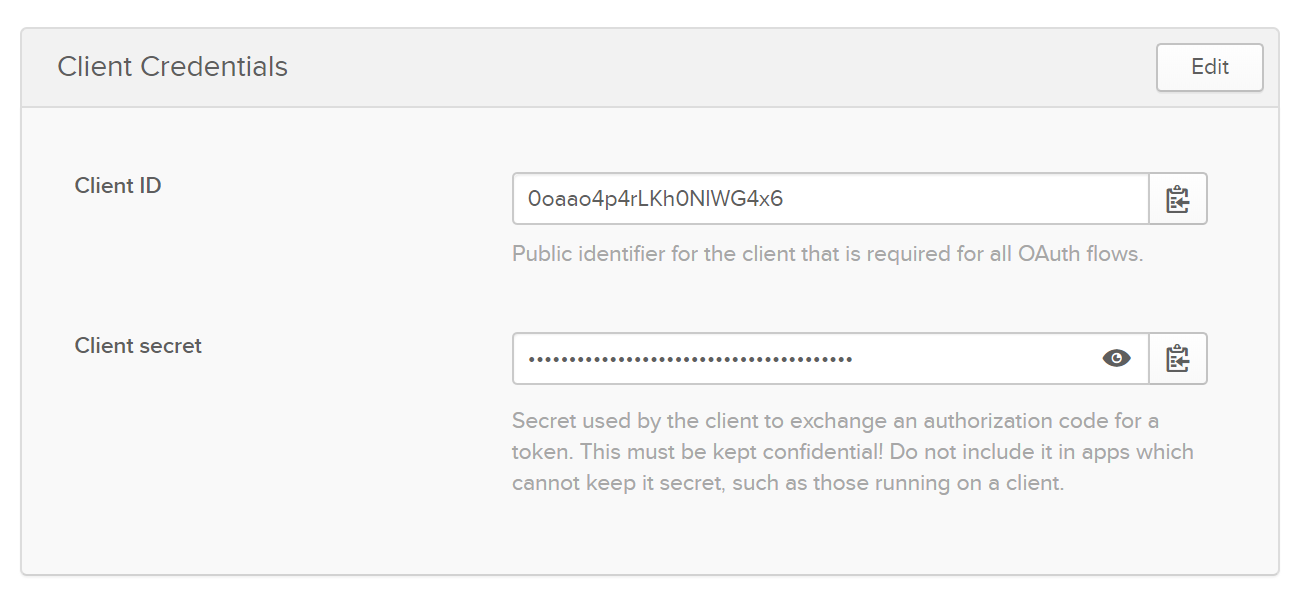 Client Credentials
Edit
Client ID
0oaao4p4rLKh0NlWG4x6
Public identifier for the client that is required for all OAuth flows.
Client secret
••••••••••••••••••••••••••••••••••••••••
Secret used by the client to exchange an authorization code for a
token. This must be kept confidential! Do not include it in apps which
cannot keep it secret, such as those running on a client.